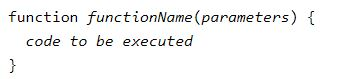 function functionName(parameters) {
  code to be executed
}